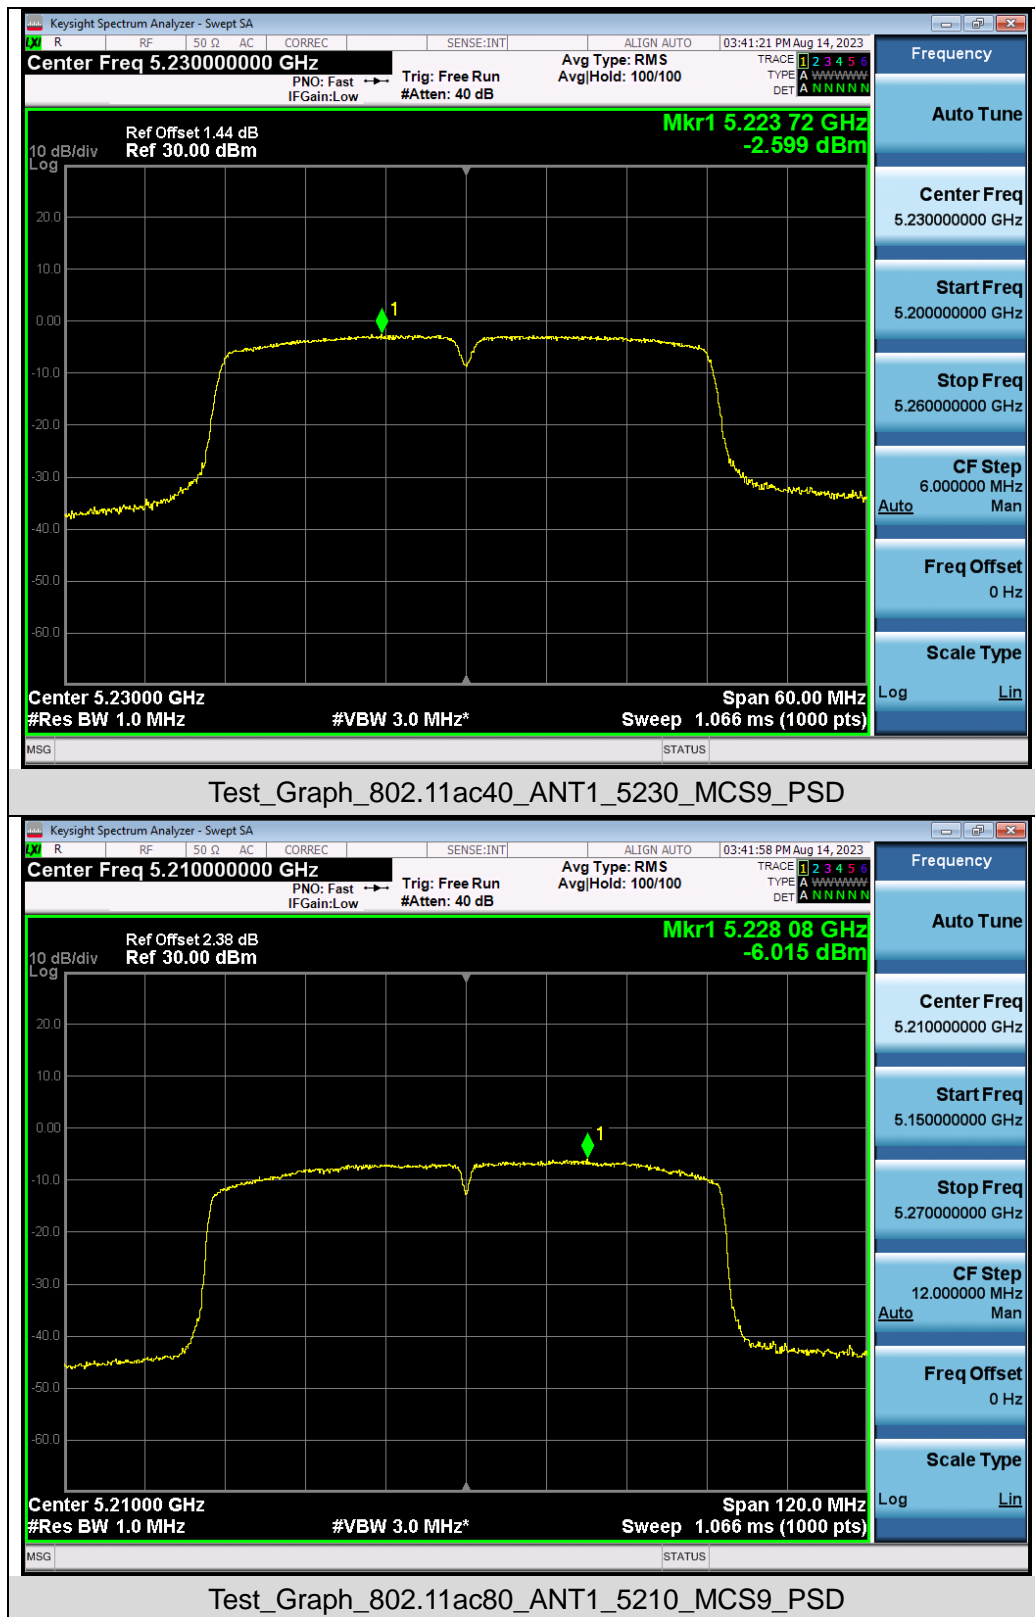 Keysight Spectrum Analyzer - Swept SA
LXI R RF 50 Ω AC CORREC SENSE:INT ALIGN AUTO 03:41:21 PM Aug 14, 2023
Center Freq 5.230000000 GHz
PNO: Fast
IFGain:Low
Trig: Free Run
#Atten: 40 dB
Avg Type: RMS
Avg|Hold: 100/100
TRACE 1 2 3 4 5 6
TYPE A WWWWW
DET A N N N N N
Ref Offset 1.44 dB
Ref 30.00 dBm
10 dB/div
Log
Mkr1 5.223 72 GHz
-2.599 dBm
20.0
10.0
0.00
-10.0
-20.0
-30.0
-40.0
-50.0
-60.0
1
Center 5.23000 GHz
Span 60.00 MHz
#Res BW 1.0 MHz
#VBW 3.0 MHz*
Sweep 1.066 ms (1000 pts)
MSG
STATUS
Frequency
Auto Tune
Center Freq
5.230000000 GHz
Start Freq
5.200000000 GHz
Stop Freq
5.260000000 GHz
CF Step
6.000000 MHz
Auto Man
Freq Offset
0 Hz
Scale Type
Log Lin
Test_Graph_802.11ac40_ANT1_5230_MCS9_PSD
Keysight Spectrum Analyzer - Swept SA
LXI R RF 50 Ω AC CORREC SENSE:INT ALIGN AUTO 03:41:58 PM Aug 14, 2023
Center Freq 5.210000000 GHz
PNO: Fast
IFGain:Low
Trig: Free Run
#Atten: 40 dB
Avg Type: RMS
Avg|Hold: 100/100
TRACE 1 2 3 4 5 6
TYPE A WWWWW
DET A N N N N N
Ref Offset 2.38 dB
Ref 30.00 dBm
10 dB/div
Log
Mkr1 5.228 08 GHz
-6.015 dBm
20.0
10.0
0.00
-10.0
-20.0
-30.0
-40.0
-50.0
-60.0
1
Center 5.21000 GHz
Span 120.0 MHz
#Res BW 1.0 MHz
#VBW 3.0 MHz*
Sweep 1.066 ms (1000 pts)
MSG
STATUS
Frequency
Auto Tune
Center Freq
5.210000000 GHz
Start Freq
5.150000000 GHz
Stop Freq
5.270000000 GHz
CF Step
12.000000 MHz
Auto Man
Freq Offset
0 Hz
Scale Type
Log Lin
Test_Graph_802.11ac80_ANT1_5210_MCS9_PSD